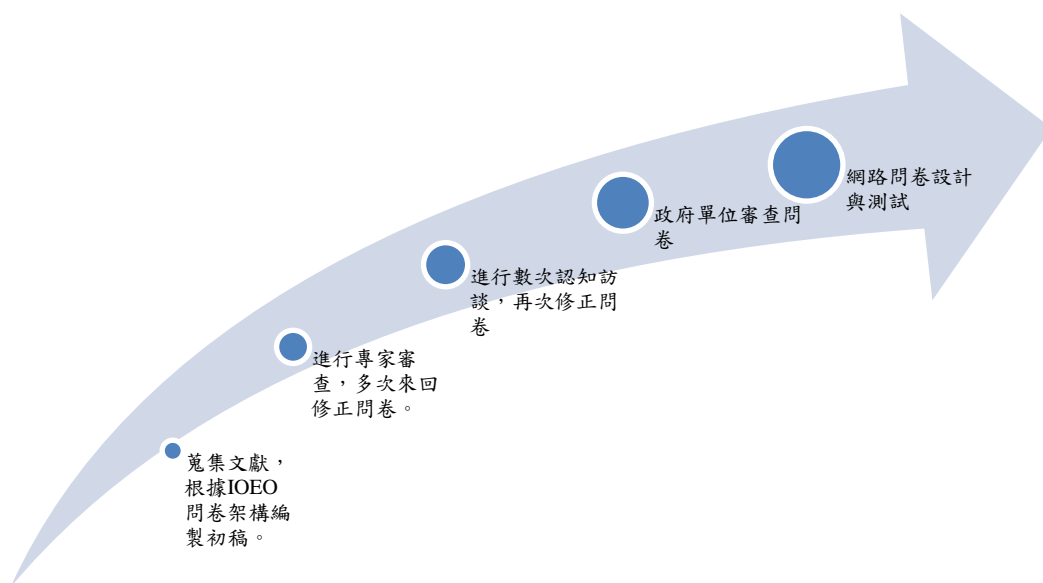 蒐集文獻，
根據IOEO
問卷架構編
製初稿。
進行專家審
查，多次來回
修正問卷。
進行數次認知訪
談，再次修正問
卷
政府單位審查問
卷
網路問卷設計
與測試